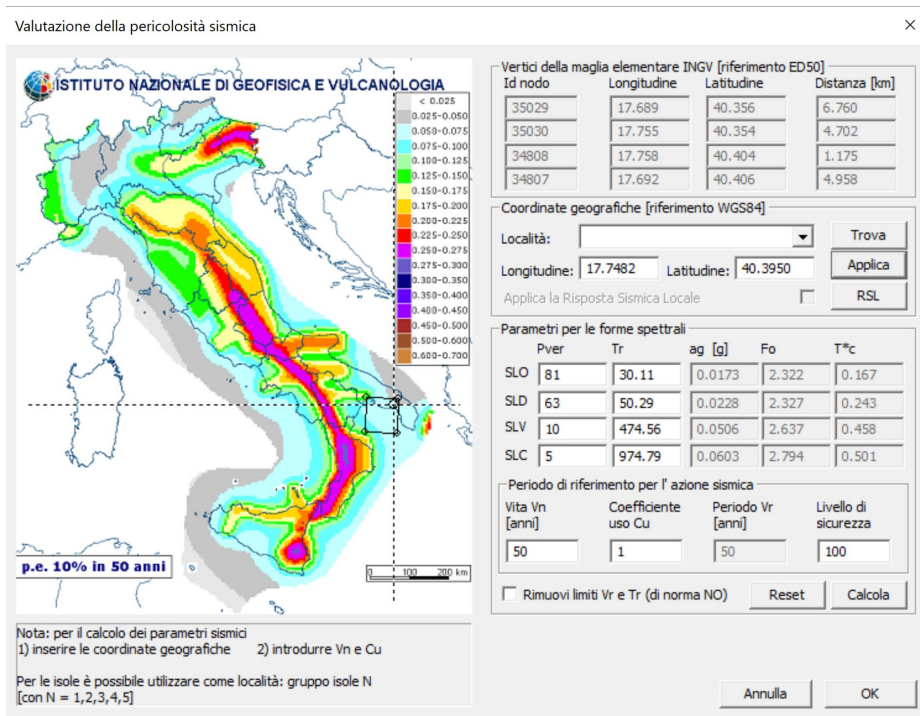 Valutazione della pericolosità sismica
ISTITUTO NAZIONALE DI GEOFISICA E VULCANOLOGIA
< 0.025
0.025-0.050
0.050-0.075
0.075-0.100
0.100-0.125
0.125-0.150
0.150-0.175
0.175-0.200
0.200-0.225
0.225-0.250
0.250-0.275
0.275-0.300
0.300-0.350
0.350-0.400
0.400-0.450
0.450-0.500
0.500-0.600
0.600-0.700
p.e. 10% in 50 anni
0 100 200 km
Nota: per il calcolo dei parametri sismici
1) inserire le coordinate geografiche 2) introdurre Vn e Cu
Per le isole è possibile utilizzare come località: gruppo isole N
[con N = 1,2,3,4,5]
Vertici della maglia elementare INGV [riferimento ED50]
Id nodo Longitudine Latitudine Distanza [km]
35029 17.689 40.356 6.760
35030 17.755 40.354 4.702
34808 17.758 40.404 1.175
34807 17.692 40.406 4.958
Coordinate geografiche [riferimento WGS84]
Località: Trova
Longitudine: 17.7482 Latitudine: 40.3950 Applica
Applica la Risposta Sismica Locale RSL
Parametri per le forme spettrali
Pver Tr ag [g] Fo T*c
SLO 81 30.11 0.0173 2.322 0.167
SLD 63 50.29 0.0228 2.327 0.243
SLV 10 474.56 0.0506 2.637 0.458
SLC 5 974.79 0.0603 2.794 0.501
Periodo di riferimento per l' azione sismica
Vita Vn [anni] Coefficiente uso Cu Periodo Vr [anni] Livello di sicurezza
50 1 50 100
Rimuovi limiti Vr e Tr (di norma NO) Reset Calcola
Annulla OK